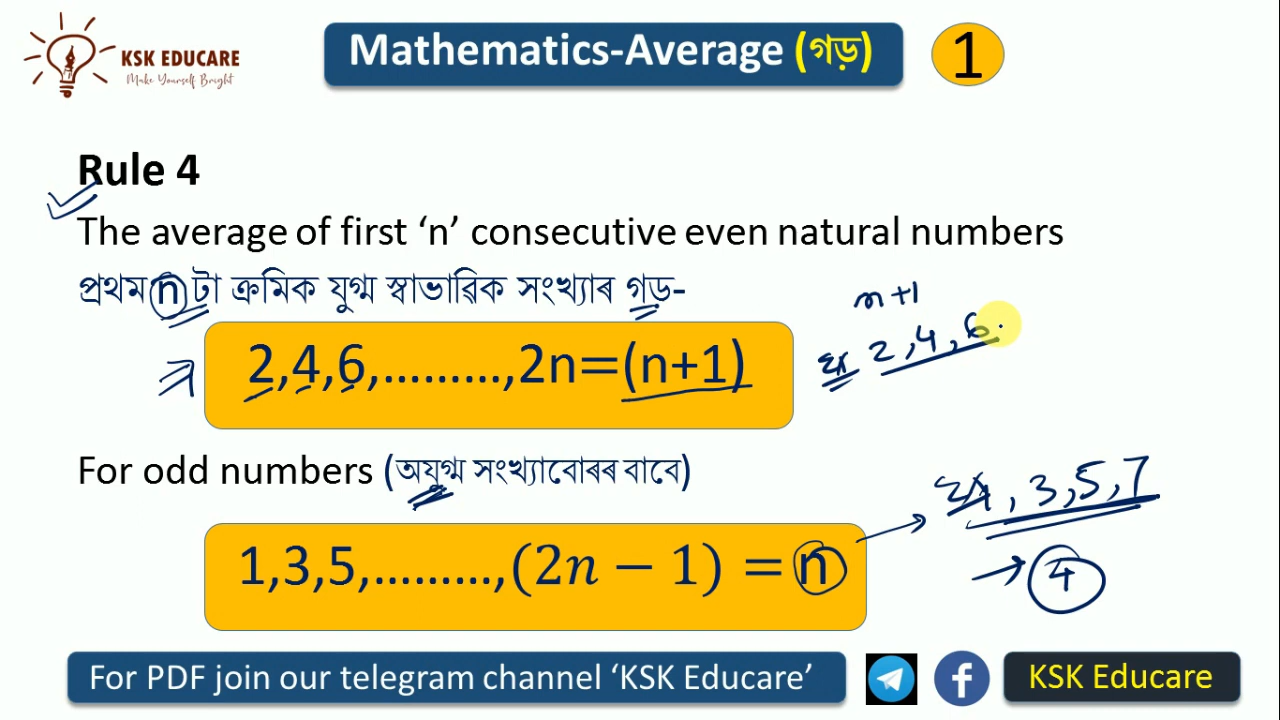 KSK EDUCARE
Make Yourself Bright
Mathematics-Average (গড়)
1
Rule 4
The average of first ‘n’ consecutive even natural numbers
প্ৰথম n টা ক্ৰমিক যুগ্ম স্বাভাৱিক সংখ্যাৰ গড়-
n+1
2,4,6,………,2n=(n+1)
Ex 2,4,6.
For odd numbers (অযুগ্ম সংখ্যাবোৰৰ বাবে)
, 3,5,7
1,3,5,………,(2n − 1) = n
4
For PDF join our telegram channel ‘KSK Educare’
f
KSK Educare